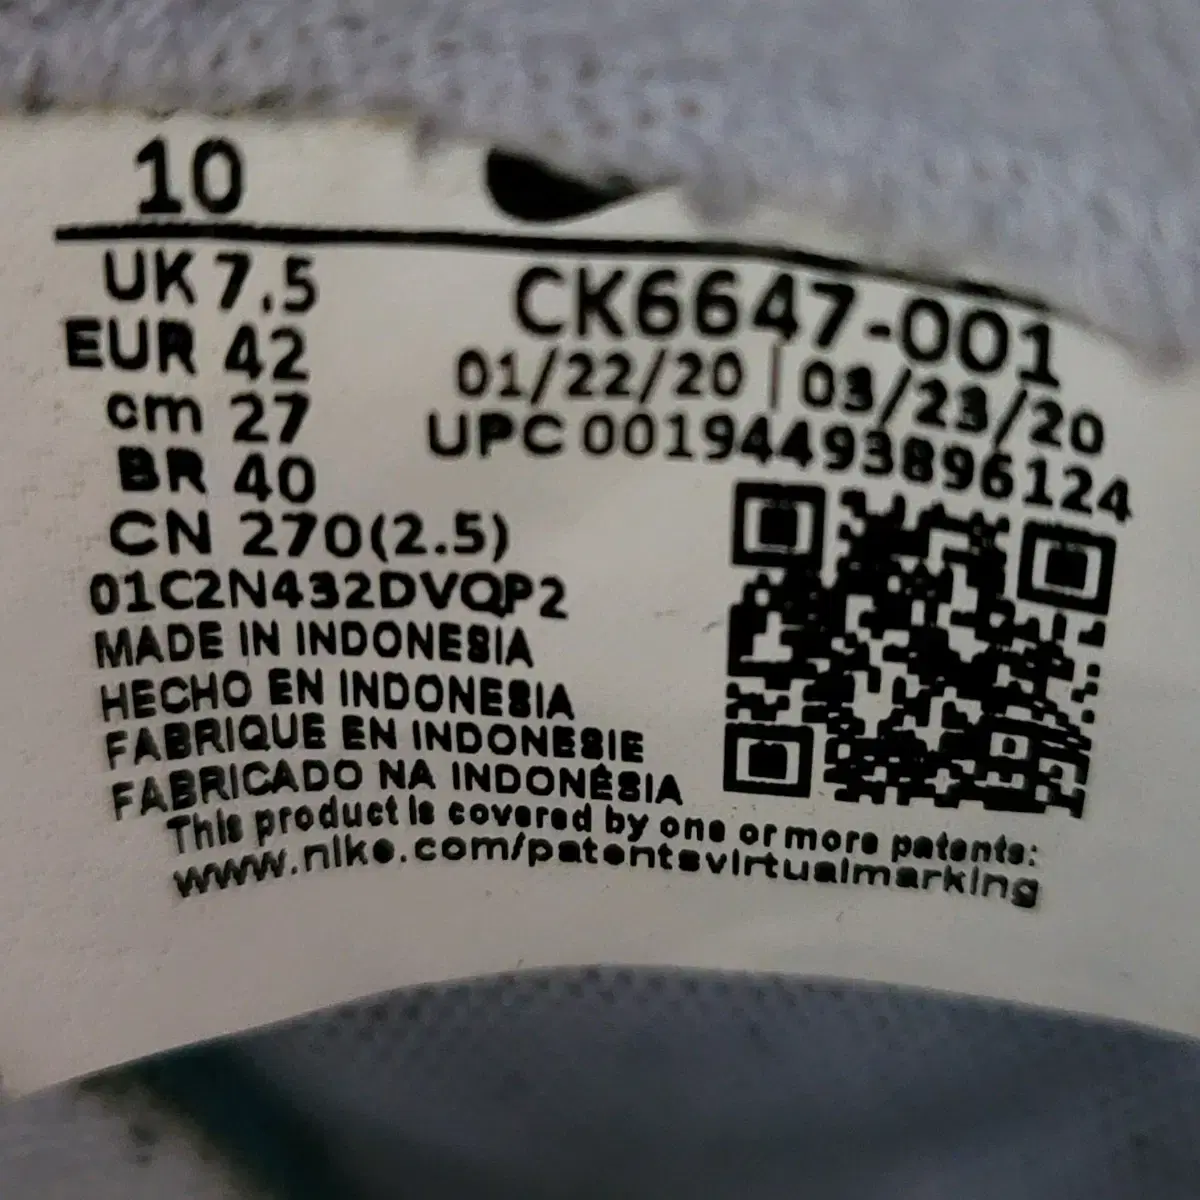 10
UK 7.5
EUR 42
cm 27
BR 40
CN 270(2.5)
01C2N432DVQP2
CK6647-001
01/22/20 | 03/23/20
UPC 00194493896124
MADE IN INDONESIA
HECHO EN INDONESIA
FABRIQUE EN INDONESIE
FABRICADO NA INDONÉSIA
This product is covered by one or more patents:
www.nike.com/patentsvirtualmarking